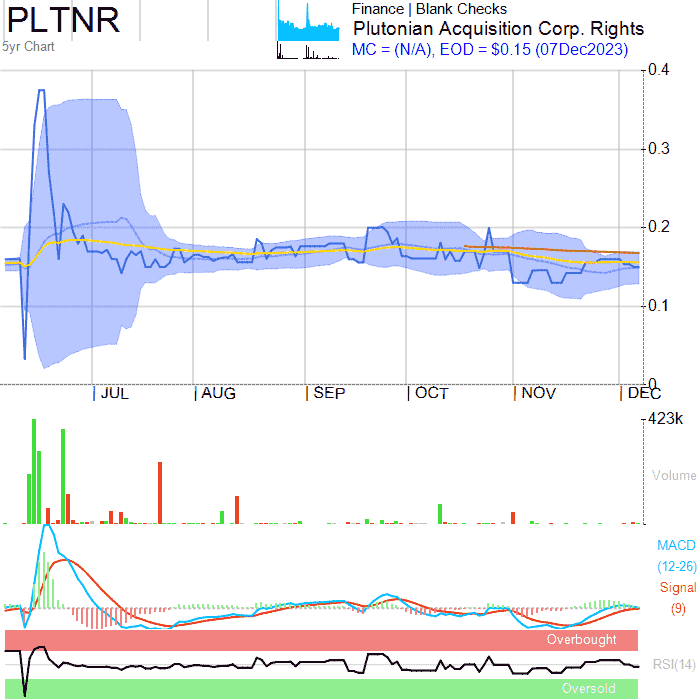 PLTNR
5yr Chart
Finance | Blank Checks
Plutonian Acquisition Corp. Rights
MC = (N/A), EOD = $0.15 (07Dec2023)
0.4
0.3
0.2
0.1
0
JUL AUG SEP OCT NOV DEC
423k
Volume
MACD
(12-26)
Signal
(9)
Overbought
RSI(14)
Oversold